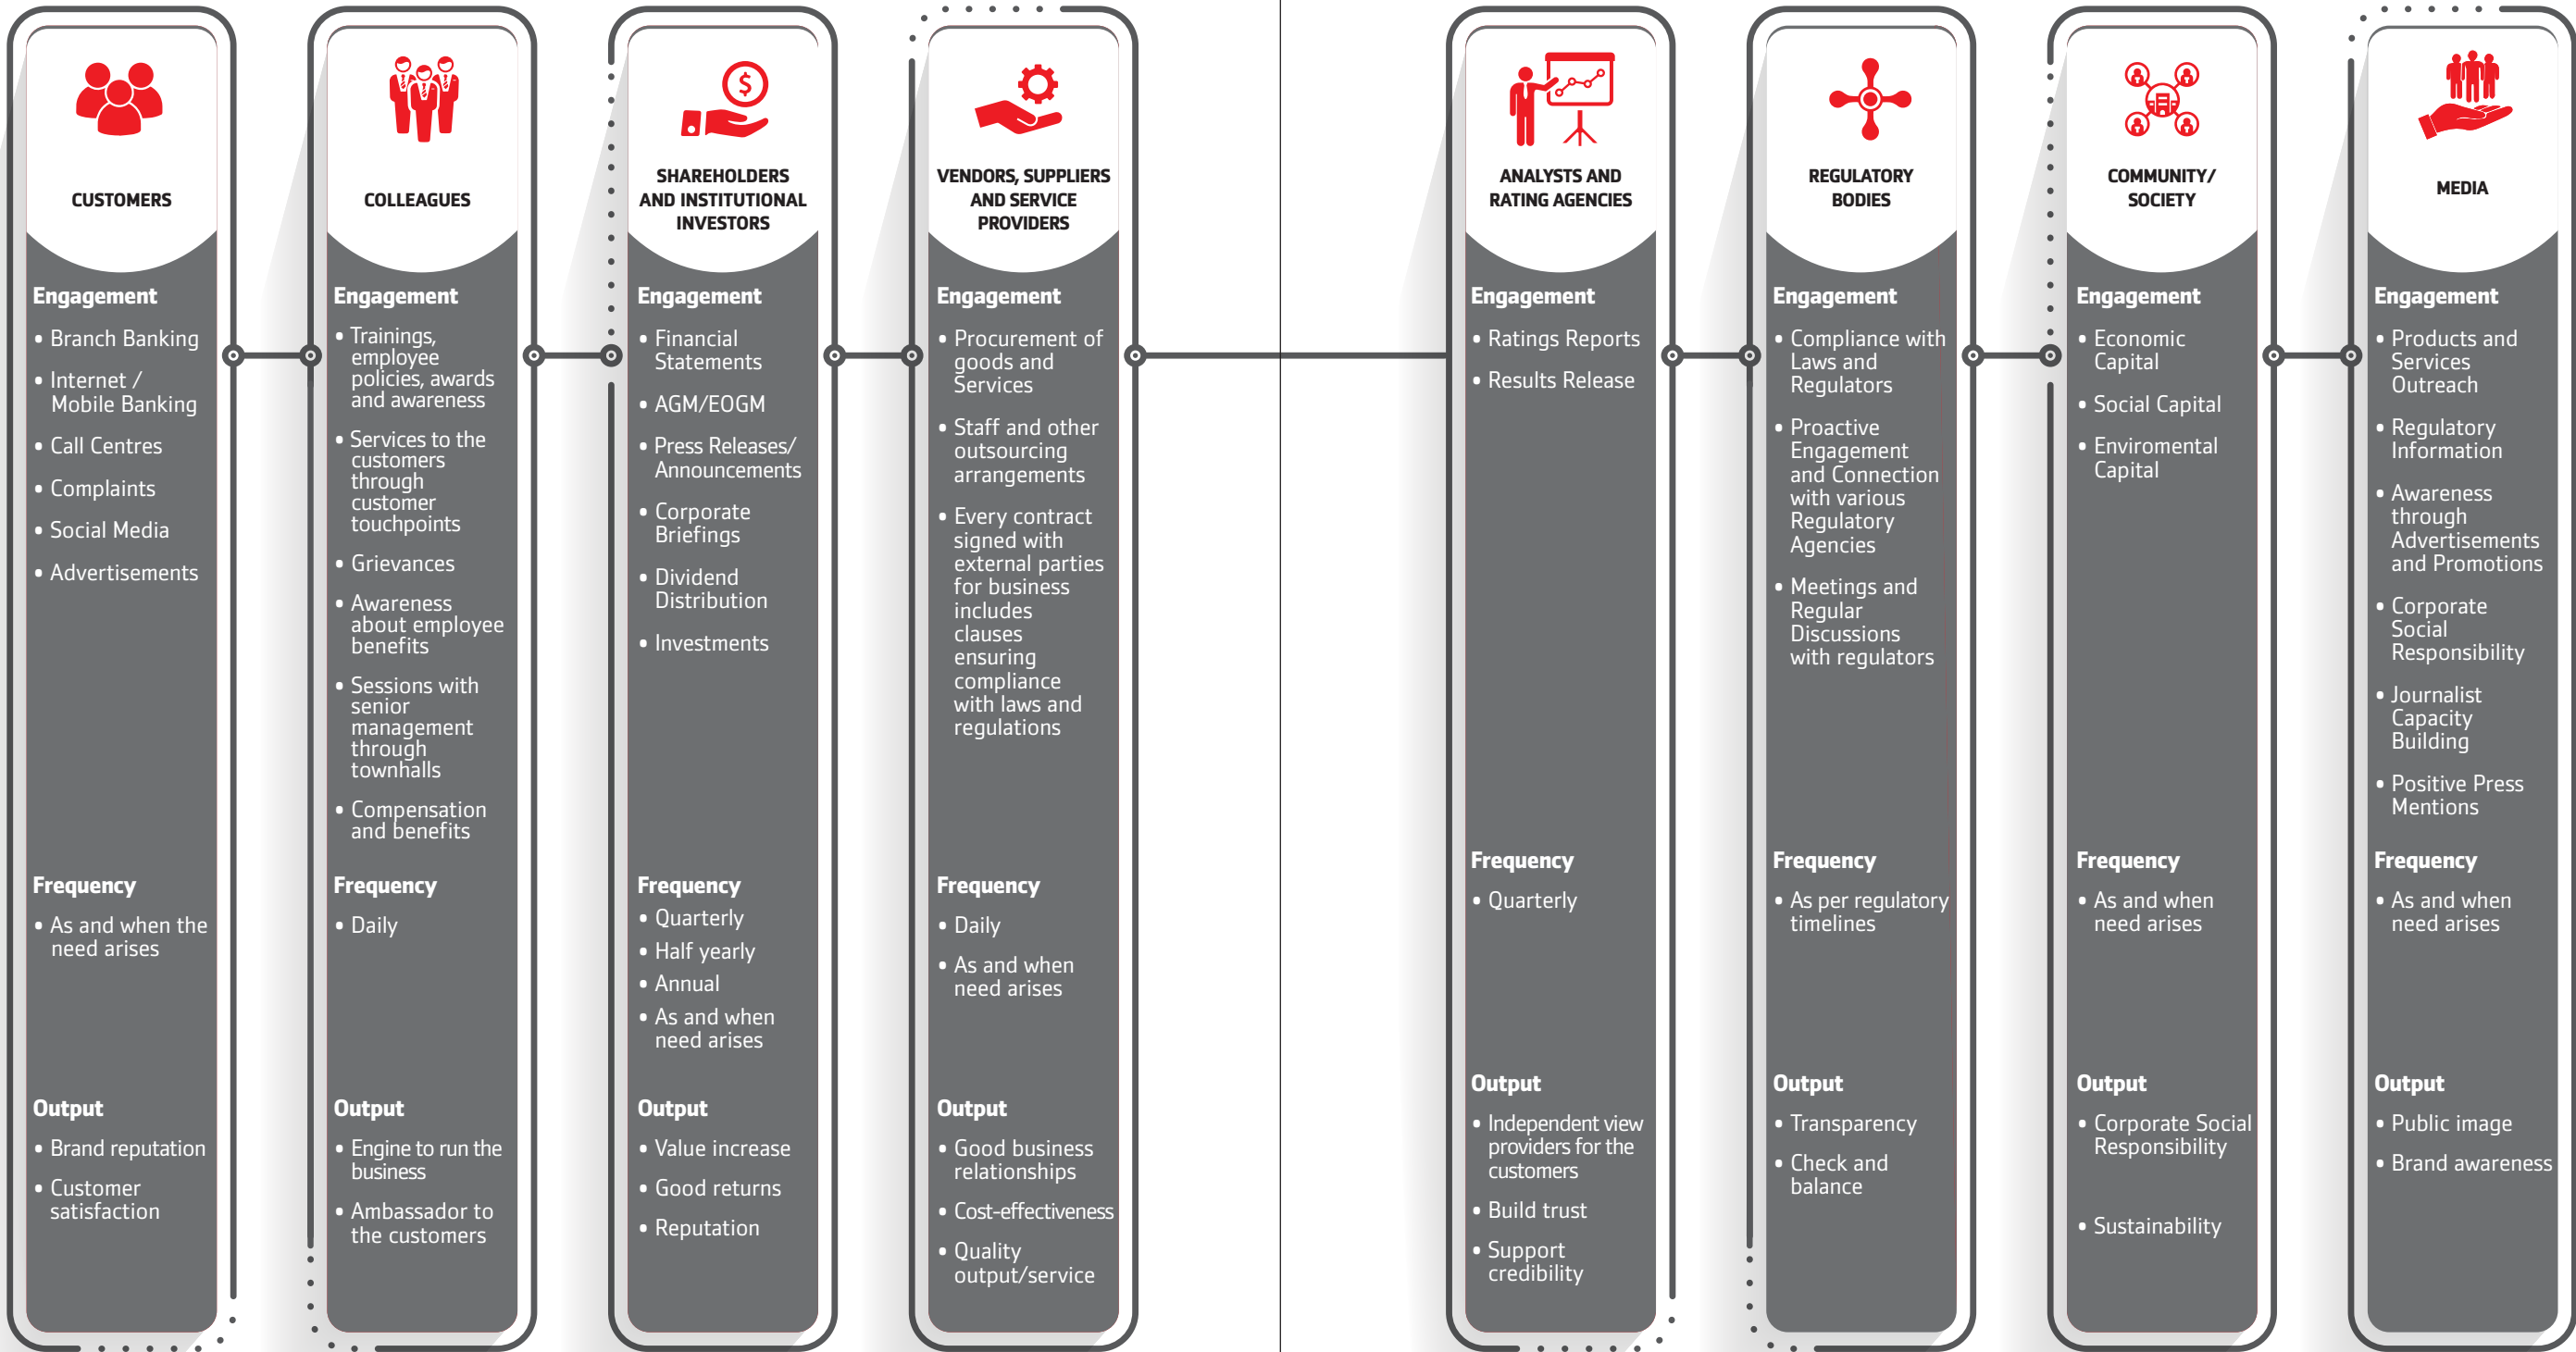 CUSTOMERS
Engagement
• Branch Banking
• Internet /
Mobile Banking
• Call Centres
• Complaints
• Social Media
• Advertisements
Frequency
• As and when the
need arises
Output
• Brand reputation
• Customer
satisfaction
COLLEAGUES
Engagement
• Trainings,
employee
policies, awards
and awareness
• Services to the
customers
through
customer
touchpoints
• Grievances
• Awareness
about employee
benefits
• Sessions with
senior
management
through
townhalls
• Compensation
and benefits
Frequency
• Daily
Output
• Engine to run the
business
• Ambassador to
the customers
SHAREHOLDERS
AND INSTITUTIONAL
INVESTORS
Engagement
• Financial
Statements
• AGM/EOGM
• Press Releases/
Announcements
• Corporate
Briefings
• Dividend
Distribution
• Investments
Frequency
• Quarterly
• Half yearly
• Annual
• As and when
need arises
Output
• Value increase
• Good returns
• Reputation
VENDORS, SUPPLIERS
AND SERVICE
PROVIDERS
Engagement
• Procurement of
goods and
Services
• Staff and other
outsourcing
arrangements
• Every contract
signed with
external parties
for business
includes
clauses
ensuring
compliance
with laws and
regulations
Frequency
• Daily
• As and when
need arises
Output
• Good business
relationships
• Cost-effectiveness
• Quality
output/service
ANALYSTS AND
RATING AGENCIES
Engagement
• Ratings Reports
• Results Release
Frequency
• Quarterly
Output
• Independent view
providers for the
customers
• Build trust
• Support
credibility
REGULATORY
BODIES
Engagement
• Compliance with
Laws and
Regulators
• Proactive
Engagement
and Connection
with various
Regulatory
Agencies
• Meetings and
Regular
Discussions
with regulators
Frequency
• As per regulatory
timelines
Output
• Transparency
• Check and
balance
COMMUNITY/
SOCIETY
Engagement
• Economic
Capital
• Social Capital
• Enviromental
Capital
Frequency
• As and when
need arises
Output
• Corporate Social
Responsibility
• Sustainability
MEDIA
Engagement
• Products and
Services
Outreach
• Regulatory
Information
• Awareness
through
Advertisements
and Promotions
• Corporate
Social
Responsibility
• Journalist
Capacity
Building
• Positive Press
Mentions
Frequency
• As and when
need arises
Output
• Public image
• Brand awareness